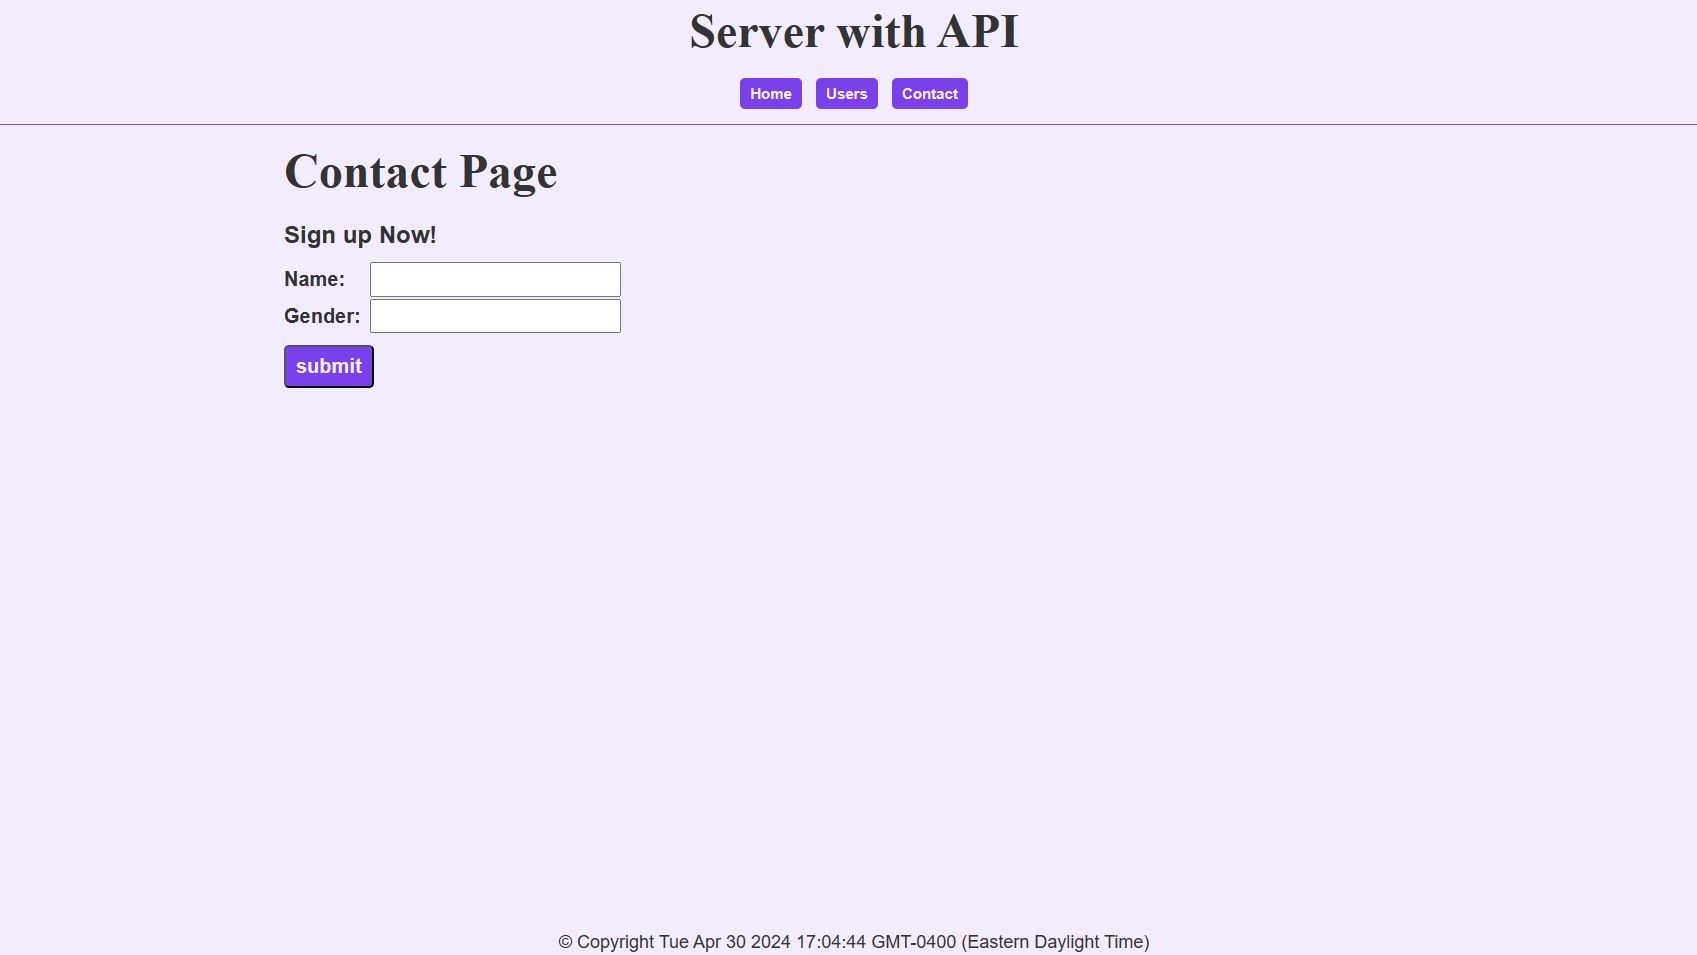 Server with API
Home Users Contact
Contact Page
Sign up Now!
Name:
Gender:
submit
© Copyright Tue Apr 30 2024 17:04:44 GMT-0400 (Eastern Daylight Time)